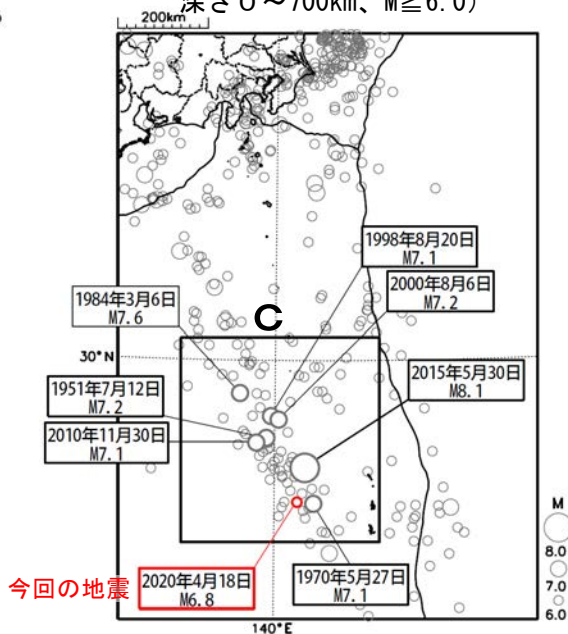 深さ0～700km、M≧6.0)
200km
1998年8月20日
M7.1
2000年8月6日
M7.2
1984年3月6日
M7.6
C
30°N
2015年5月30日
M8.1
1951年7月12日
M7.2
2010年11月30日
M7.1
M
8.0
7.0
6.0
今回の地震
2020年4月18日
M6.8
1970年5月27日
M7.1
140°E